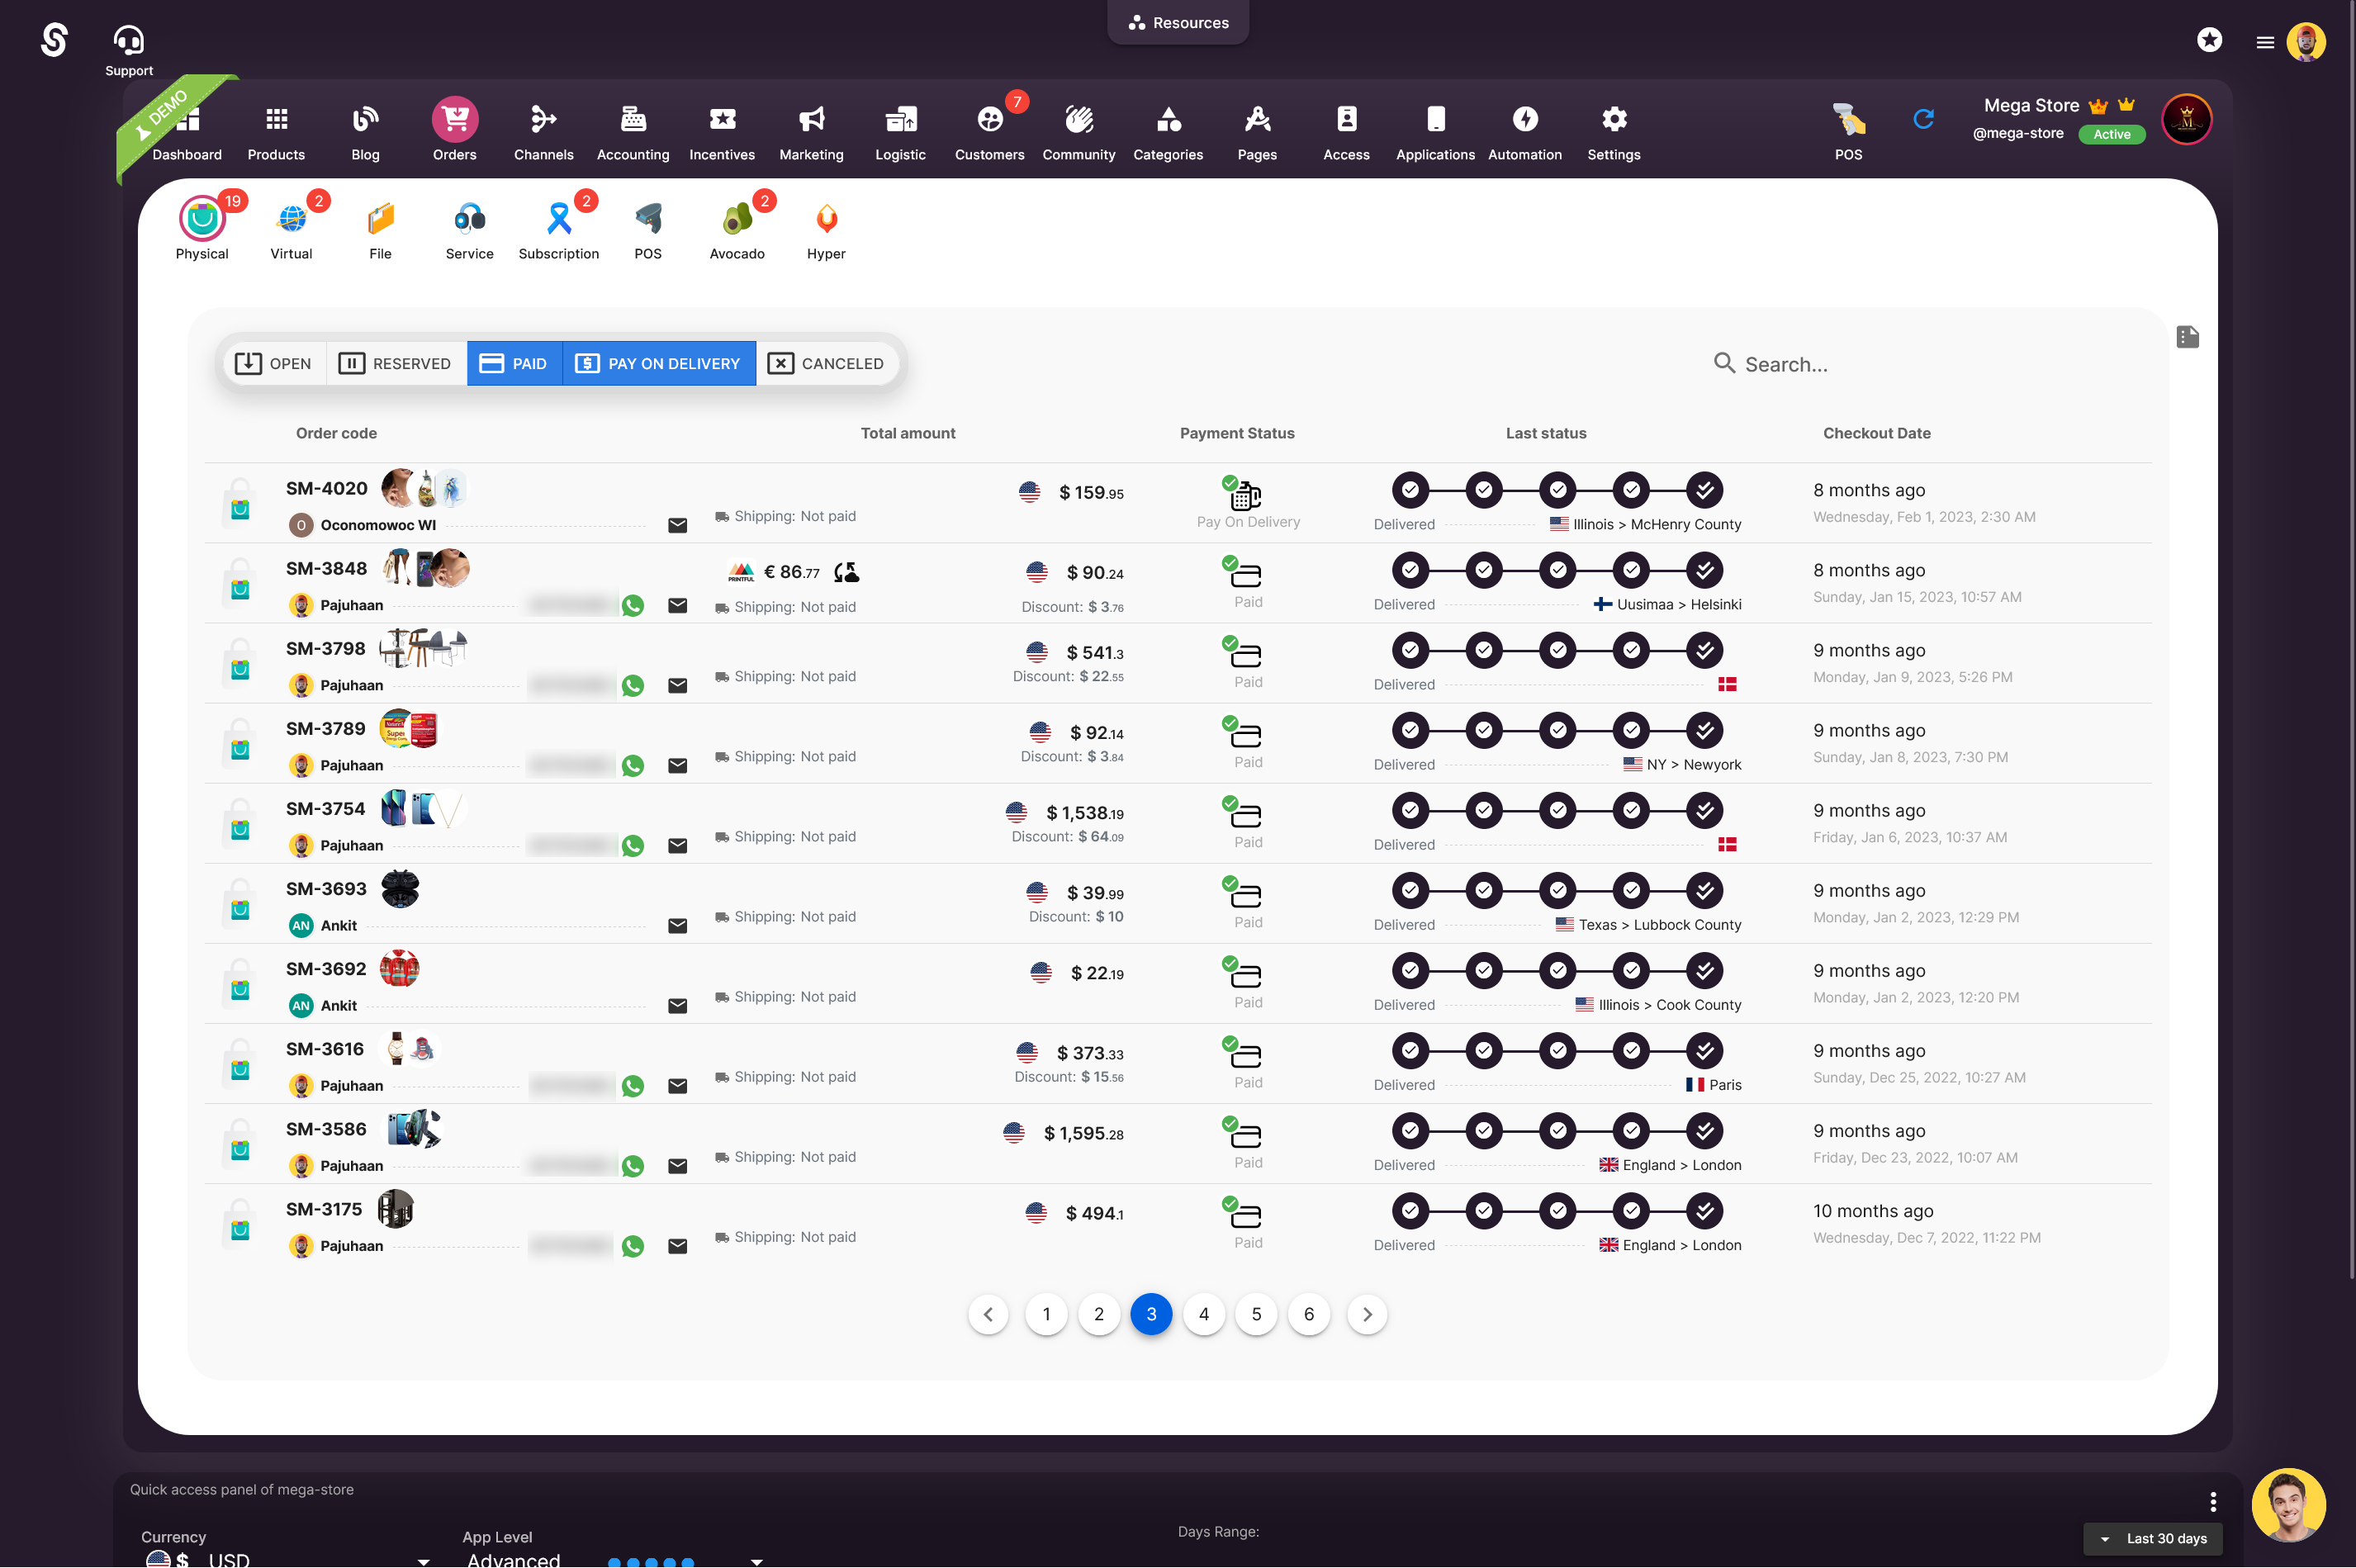 Resources
Support
DEMO
Dashboard Products Blog Orders Channels Accounting Incentives Marketing Logistic Customers 7 Community Categories Pages Access Applications Automation Settings POS
Mega Store
@mega-store Active
19 2 2 2
Physical Virtual File Service Subscription POS Avocado Hyper
OPEN RESERVED PAID PAY ON DELIVERY CANCELED Search...
Order code Total amount Payment Status Last status Checkout Date
SM-4020 $ 159.95 8 months ago
O Oconomowoc WI Shipping: Not paid Pay On Delivery Delivered Illinois > McHenry County Wednesday, Feb 1, 2023, 2:30 AM
SM-3848 PRINTFUL € 86.77 $ 90.24 8 months ago
Pajuhaan Shipping: Not paid Discount: $ 3.76 Paid Delivered Uusimaa > Helsinki Sunday, Jan 15, 2023, 10:57 AM
SM-3798 $ 541.3 9 months ago
Pajuhaan Shipping: Not paid Discount: $ 22.55 Paid Delivered Monday, Jan 9, 2023, 5:26 PM
SM-3789 $ 92.14 9 months ago
Pajuhaan Shipping: Not paid Discount: $ 3.84 Paid Delivered NY > Newyork Sunday, Jan 8, 2023, 7:30 PM
SM-3754 $ 1,538.19 9 months ago
Pajuhaan Shipping: Not paid Discount: $ 64.09 Paid Delivered Friday, Jan 6, 2023, 10:37 AM
SM-3693 $ 39.99 9 months ago
AN Ankit Shipping: Not paid Discount: $ 10 Paid Delivered Texas > Lubbock County Monday, Jan 2, 2023, 12:29 PM
SM-3692 $ 22.19 9 months ago
AN Ankit Shipping: Not paid Paid Delivered Illinois > Cook County Monday, Jan 2, 2023, 12:20 PM
SM-3616 $ 373.33 9 months ago
Pajuhaan Shipping: Not paid Discount: $ 15.56 Paid Delivered Paris Sunday, Dec 25, 2022, 10:27 AM
SM-3586 $ 1,595.28 9 months ago
Pajuhaan Shipping: Not paid Paid Delivered England > London Friday, Dec 23, 2022, 10:07 AM
SM-3175 $ 494.1 10 months ago
Pajuhaan Shipping: Not paid Paid Delivered England > London Wednesday, Dec 7, 2022, 11:22 PM
1 2 3 4 5 6
Quick access panel of mega-store
Currency App Level Days Range:
$ USD Advanced Last 30 days